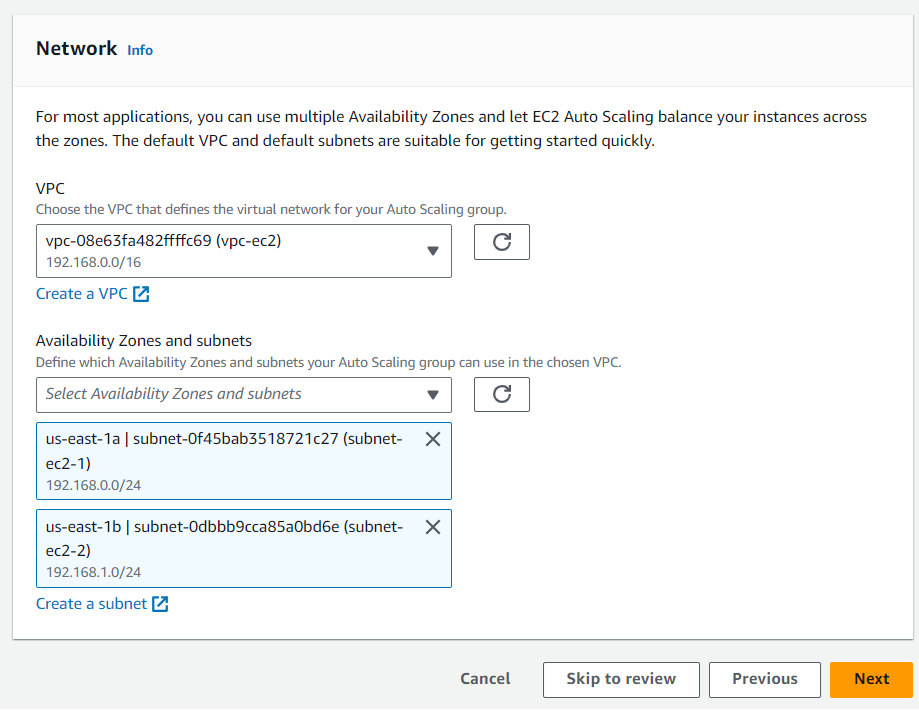 Network Info
For most applications, you can use multiple Availability Zones and let EC2 Auto Scaling balance your instances across
the zones. The default VPC and default subnets are suitable for getting started quickly.
VPC
Choose the VPC that defines the virtual network for your Auto Scaling group.
vpc-08e63fa482ffffc69 (vpc-ec2)
192.168.0.0/16
Create a VPC
Availability Zones and subnets
Define which Availability Zones and subnets your Auto Scaling group can use in the chosen VPC.
Select Availability Zones and subnets
us-east-1a | subnet-0f45bab3518721c27 (subnet-
ec2-1)
192.168.0.0/24
us-east-1b | subnet-0dbbb9cca85a0bd6e (subnet-
ec2-2)
192.168.1.0/24
Create a subnet
Cancel Skip to review Previous Next